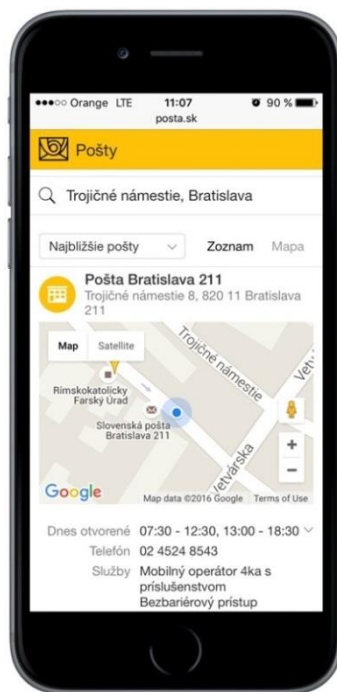 Orange LTE 11:07 90 %
posta.sk
Pošty
Trojičné námestie, Bratislava
Najbližšie pošty Zoznam Mapa
Pošta Bratislava 211
Trojičné námestie 8, 820 11 Bratislava
211
Map Satellite
Trojičné námestie
Rímskokatolícky
Farský Úrad
Slovenská pošta
Bratislava 211
Vetvárska
+
−
Google Map data ©2016 Google Terms of Use
Dnes otvorené 07:30 - 12:30, 13:00 - 18:30
Telefón 02 4524 8543
Služby Mobilný operátor 4ka s
príslušenstvom
Bezbariérový prístup